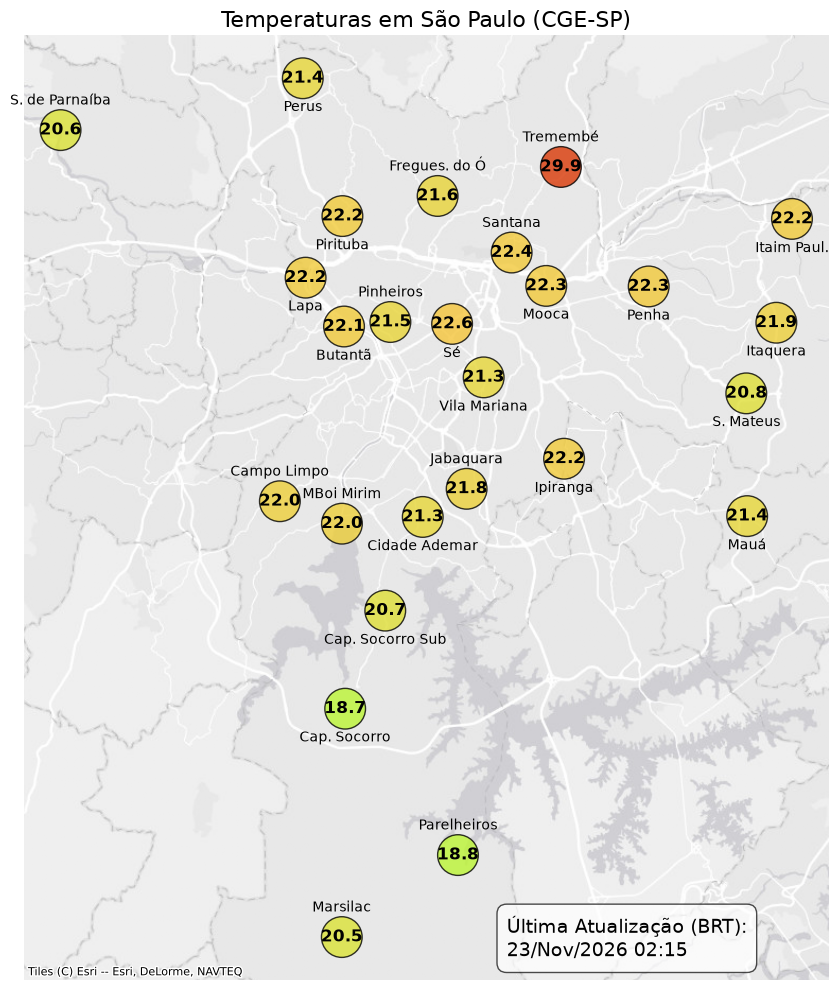 Temperaturas em São Paulo (CGE-SP)
21.4
Perus
S. de Parnaíba
20.6
Tremembé
29.9
Fregues. do Ó
21.6
22.2
Pirituba
Santana
22.4
22.2
Itaim Paul.
22.2
Lapa
22.3
Mooca
22.3
Penha
Pinheiros
21.5
22.1
Butantã
22.6
Sé
21.9
Itaquera
21.3
Vila Mariana
20.8
S. Mateus
Jabaquara
21.8
22.2
Ipiranga
Campo Limpo
22.0
MBoi Mirim
22.0
21.3
Cidade Ademar
21.4
Mauá
20.7
Cap. Socorro Sub
18.7
Cap. Socorro
Parelheiros
18.8
Marsilac
20.5
Última Atualização (BRT):
23/Nov/2026 02:15
Tiles (C) Esri -- Esri, DeLorme, NAVTEQ